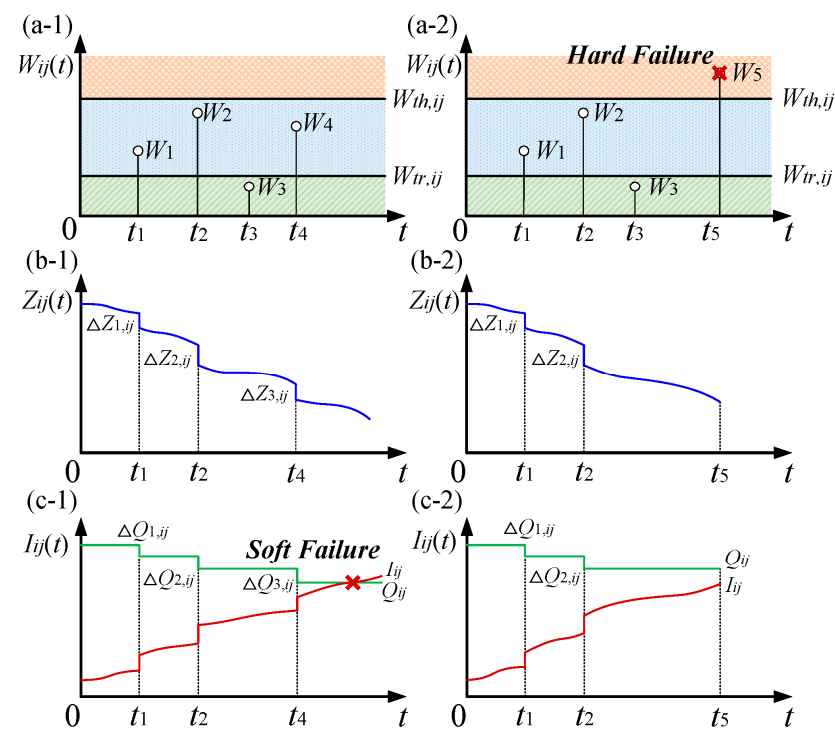 (a-1)
Wij(t)
W1
W2
W3
W4
Wth,ij
Wtr,ij
0
t1
t2
t3
t4
t
(a-2)
Wij(t)
Hard Failure
W1
W2
W3
W5
Wth,ij
Wtr,ij
0
t1
t2
t3
t5
t
(b-1)
Zij(t)
△Z1,ij
△Z2,ij
△Z3,ij
0
t1
t2
t4
t
(b-2)
Zij(t)
△Z1,ij
△Z2,ij
0
t1
t2
t5
t
(c-1)
Iij(t)
△Q1,ij
△Q2,ij
△Q3,ij
Soft Failure
Iij
Qij
0
t1
t2
t4
t
(c-2)
Iij(t)
△Q1,ij
△Q2,ij
Qij
Iij
0
t1
t2
t5
t